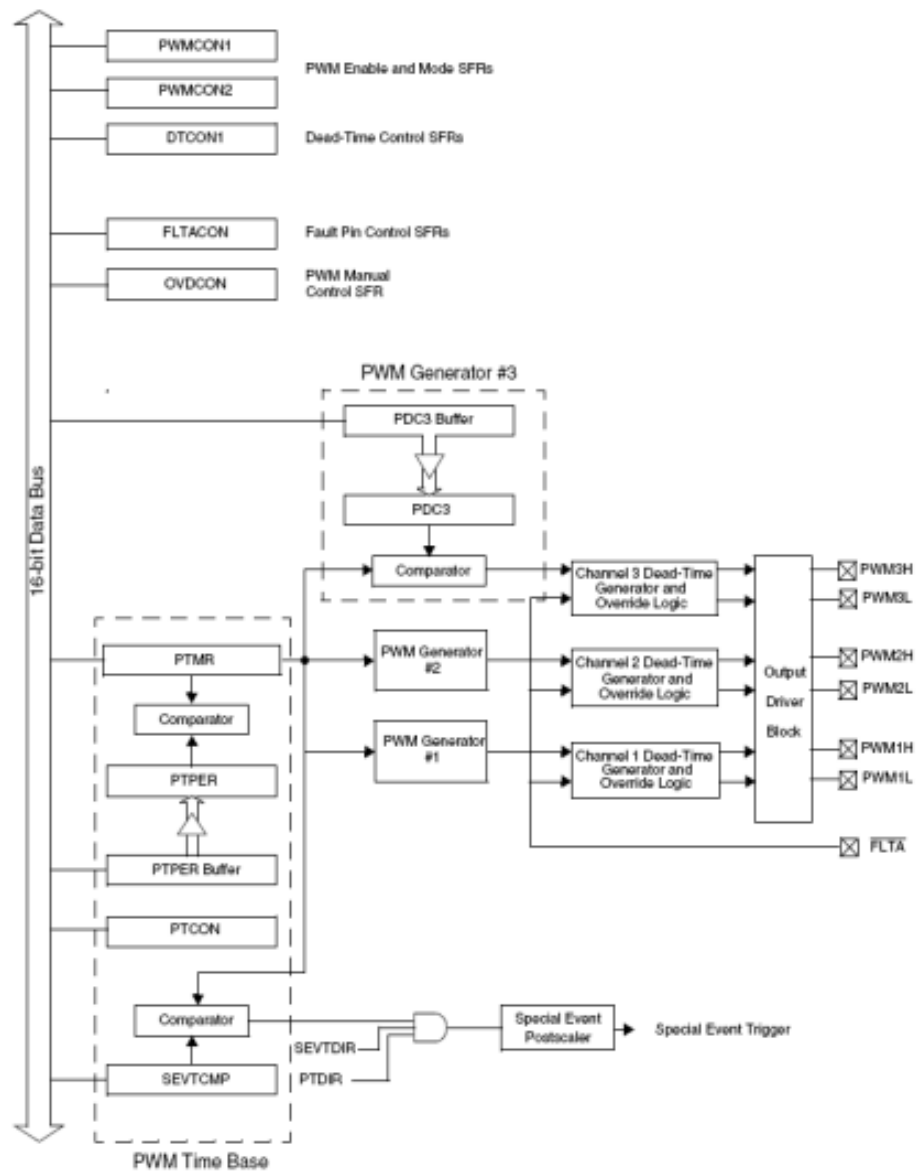 PWMCON1
PWM Enable and Mode SFRs
PWMCON2
DTCON1
Dead-Time Control SFRs
FLTACON
Fault Pin Control SFRs
OVDCON
PWM Manual
Control SFR
PWM Generator #3
PDC3 Buffer
PDC3
16-bit Data Bus
Comparator
Channel 3 Dead-Time
Generator and
Override Logic
PWM3H
PWM3L
PTMR
PWM Generator
#2
Channel 2 Dead-Time
Generator and
Override Logic
Output
Driver
Block
PWM2H
PWM2L
Comparator
PWM Generator
#1
Channel 1 Dead-Time
Generator and
Override Logic
PWM1H
PWM1L
PTPER
FLTA
PTPER Buffer
PTCON
Comparator
SEVTDIR
PTDIR
Special Event
Postscaler
Special Event Trigger
SEVTCMP
PWM Time Base